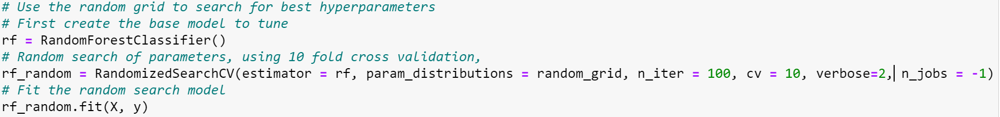 # Use the random grid to search for best hyperparameters
# First create the base model to tune
rf = RandomForestClassifier()
# Random search of parameters, using 10 fold cross validation,
rf_random = RandomizedSearchCV(estimator = rf, param_distributions = random_grid, n_iter = 100, cv = 10, verbose=2, n_jobs = -1)
# Fit the random search model
rf_random.fit(X, y)